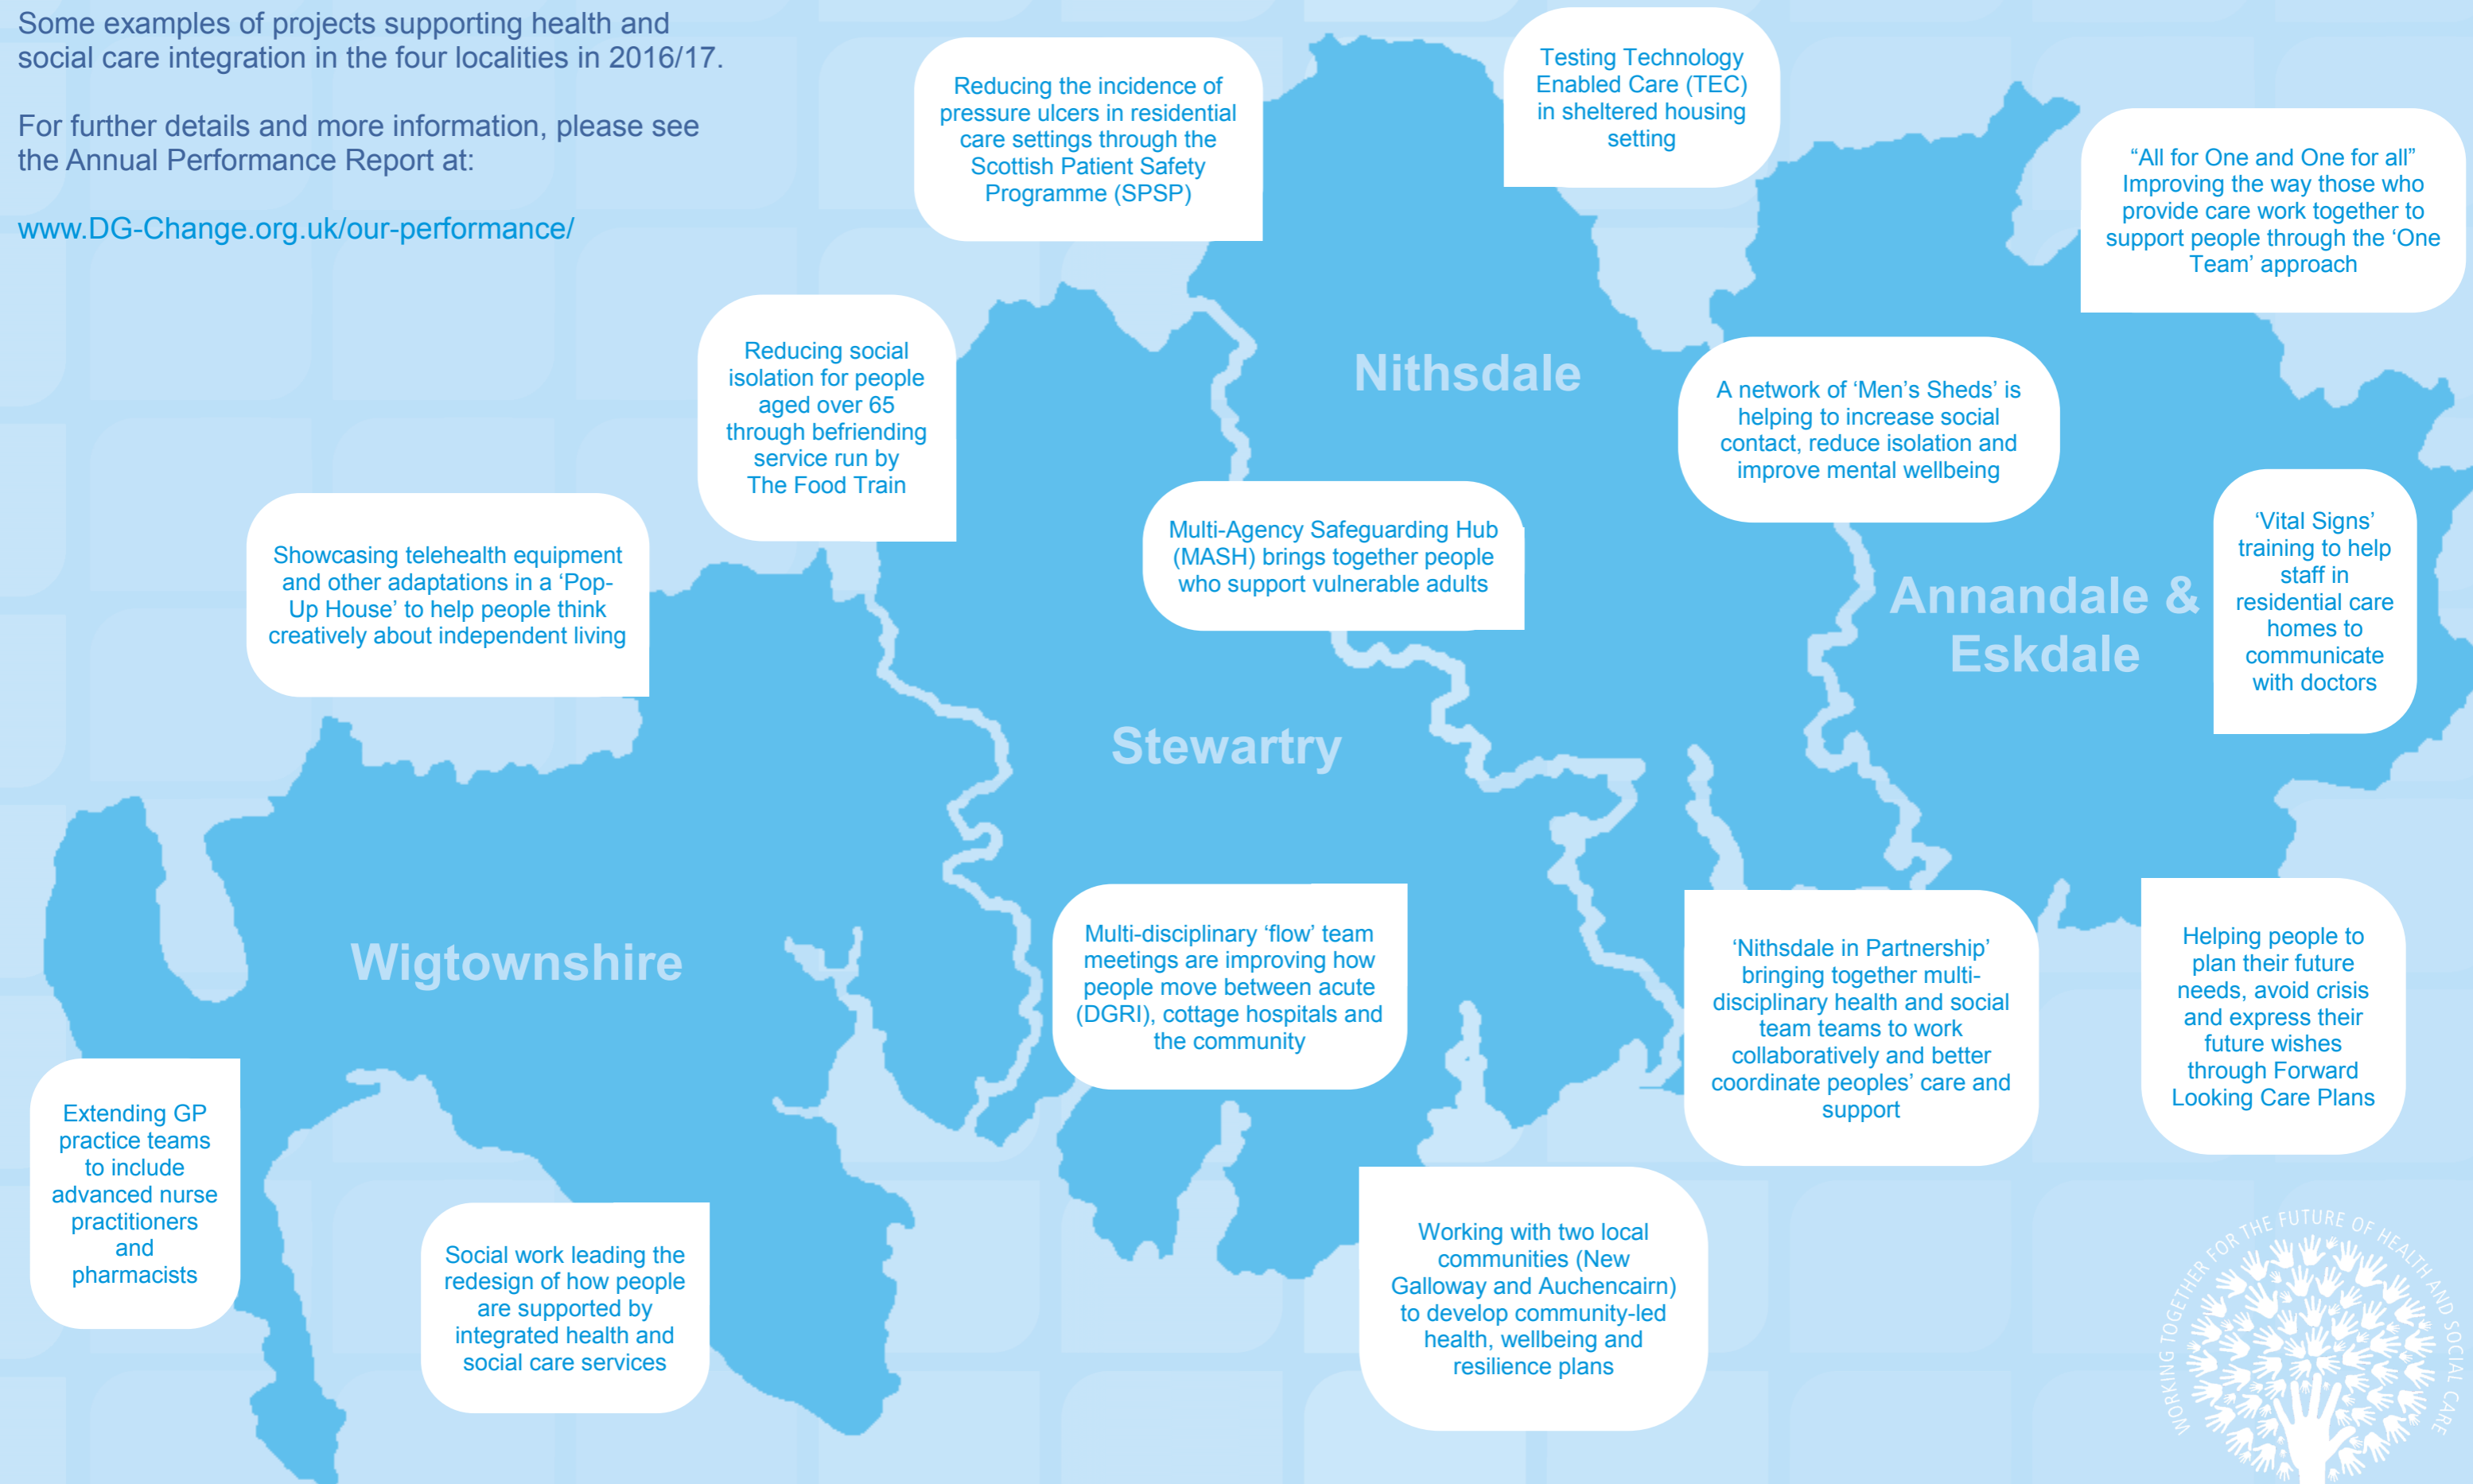 Some examples of projects supporting health and
social care integration in the four localities in 2016/17.
For further details and more information, please see
the Annual Performance Report at:
www.DG-Change.org.uk/our-performance/
Reducing the incidence of
pressure ulcers in residential
care settings through the
Scottish Patient Safety
Programme (SPSP)
Testing Technology
Enabled Care (TEC)
in sheltered housing
setting
“All for One and One for all”
Improving the way those who
provide care work together to
support people through the ‘One
Team’ approach
Reducing social
isolation for people
aged over 65
through befriending
service run by
The Food Train
Nithsdale
A network of ‘Men’s Sheds’ is
helping to increase social
contact, reduce isolation and
improve mental wellbeing
Showcasing telehealth equipment
and other adaptations in a ‘Pop-
Up House’ to help people think
creatively about independent living
Multi-Agency Safeguarding Hub
(MASH) brings together people
who support vulnerable adults
Annandale &
Eskdale
‘Vital Signs’
training to help
staff in
residential care
homes to
communicate
with doctors
Stewartry
Wigtownshire
Multi-disciplinary ‘flow’ team
meetings are improving how
people move between acute
(DGRI), cottage hospitals and
the community
‘Nithsdale in Partnership’
bringing together multi-
disciplinary health and social
team teams to work
collaboratively and better
coordinate peoples’ care and
support
Helping people to
plan their future
needs, avoid crisis
and express their
future wishes
through Forward
Looking Care Plans
Extending GP
practice teams
to include
advanced nurse
practitioners
and
pharmacists
Social work leading the
redesign of how people
are supported by
integrated health and
social care services
Working with two local
communities (New
Galloway and Auchencairn)
to develop community-led
health, wellbeing and
resilience plans
WORKING TOGETHER FOR THE FUTURE OF HEALTH AND SOCIAL CARE